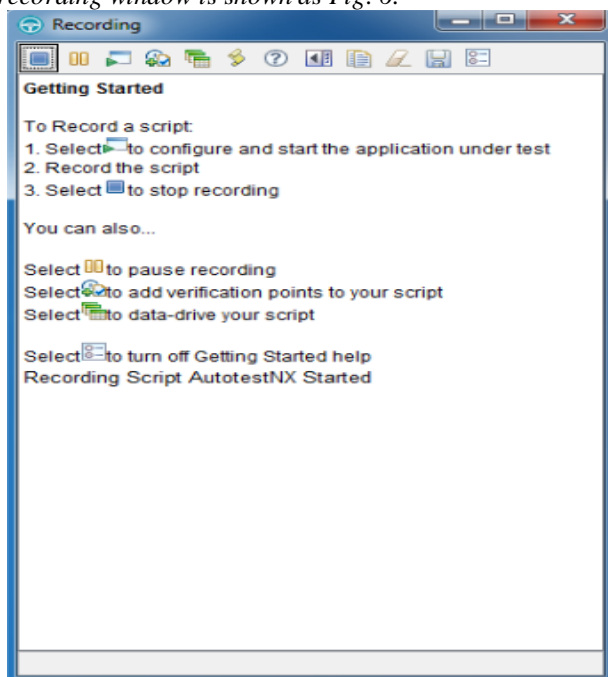 recording window is shown as Fig. 6.
Recording
Getting Started
To Record a script:
1. Select to configure and start the application under test
2. Record the script
3. Select to stop recording
You can also...
Select to pause recording
Select to add verification points to your script
Select to data-drive your script
Select to turn off Getting Started help
Recording Script AutotestNX Started